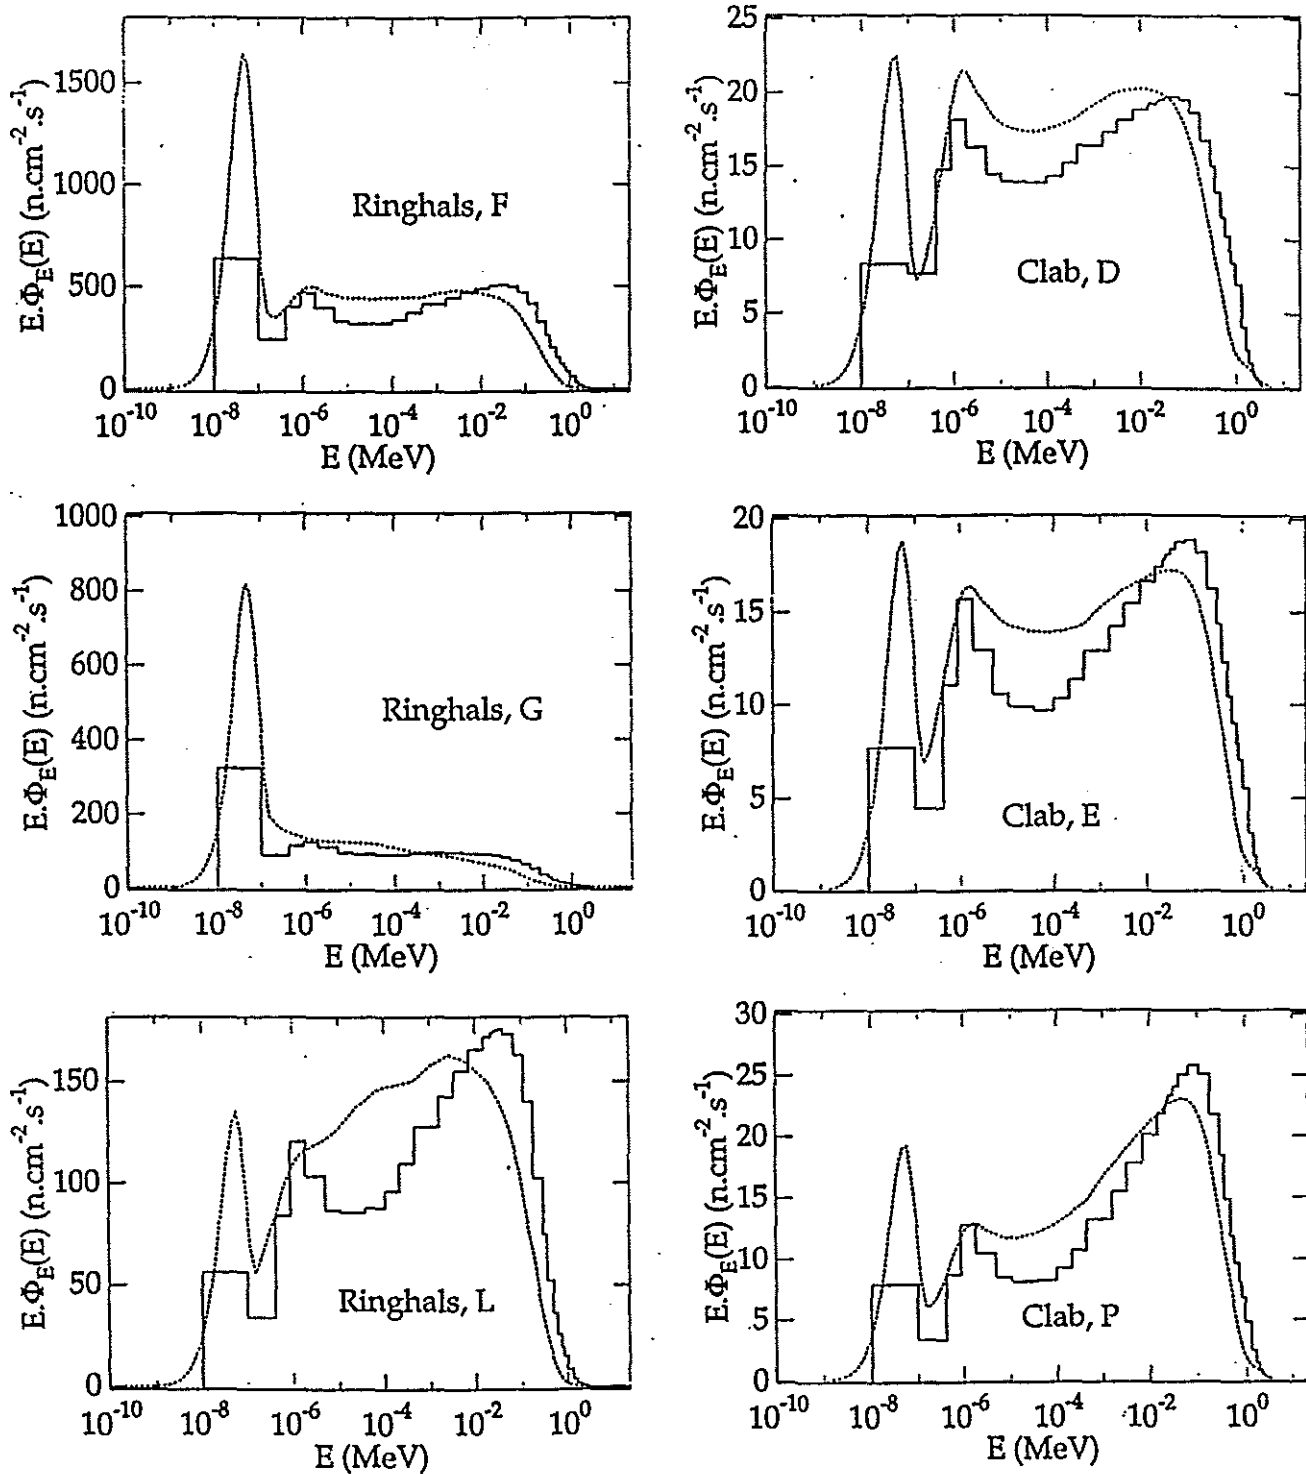 E.Φ_E(E) (n.cm⁻².s⁻¹)
1500
1000
500
0
Ringhals, F
10⁻¹⁰ 10⁻⁸ 10⁻⁶ 10⁻⁴ 10⁻² 10⁰
E (MeV)
E.Φ_E(E) (n.cm⁻².s⁻¹)
25
20
15
10
5
0
Clab, D
10⁻¹⁰ 10⁻⁸ 10⁻⁶ 10⁻⁴ 10⁻² 10⁰
E (MeV)
E.Φ_E(E) (n.cm⁻².s⁻¹)
1000
800
600
400
200
0
Ringhals, G
10⁻¹⁰ 10⁻⁸ 10⁻⁶ 10⁻⁴ 10⁻² 10⁰
E (MeV)
E.Φ_E(E) (n.cm⁻².s⁻¹)
20
15
10
5
0
Clab, E
10⁻¹⁰ 10⁻⁸ 10⁻⁶ 10⁻⁴ 10⁻² 10⁰
E (MeV)
E.Φ_E(E) (n.cm⁻².s⁻¹)
150
100
50
0
Ringhals, L
10⁻¹⁰ 10⁻⁸ 10⁻⁶ 10⁻⁴ 10⁻² 10⁰
E (MeV)
E.Φ_E(E) (n.cm⁻².s⁻¹)
30
25
20
15
10
5
0
Clab, P
10⁻¹⁰ 10⁻⁸ 10⁻⁶ 10⁻⁴ 10⁻² 10⁰
E (MeV)